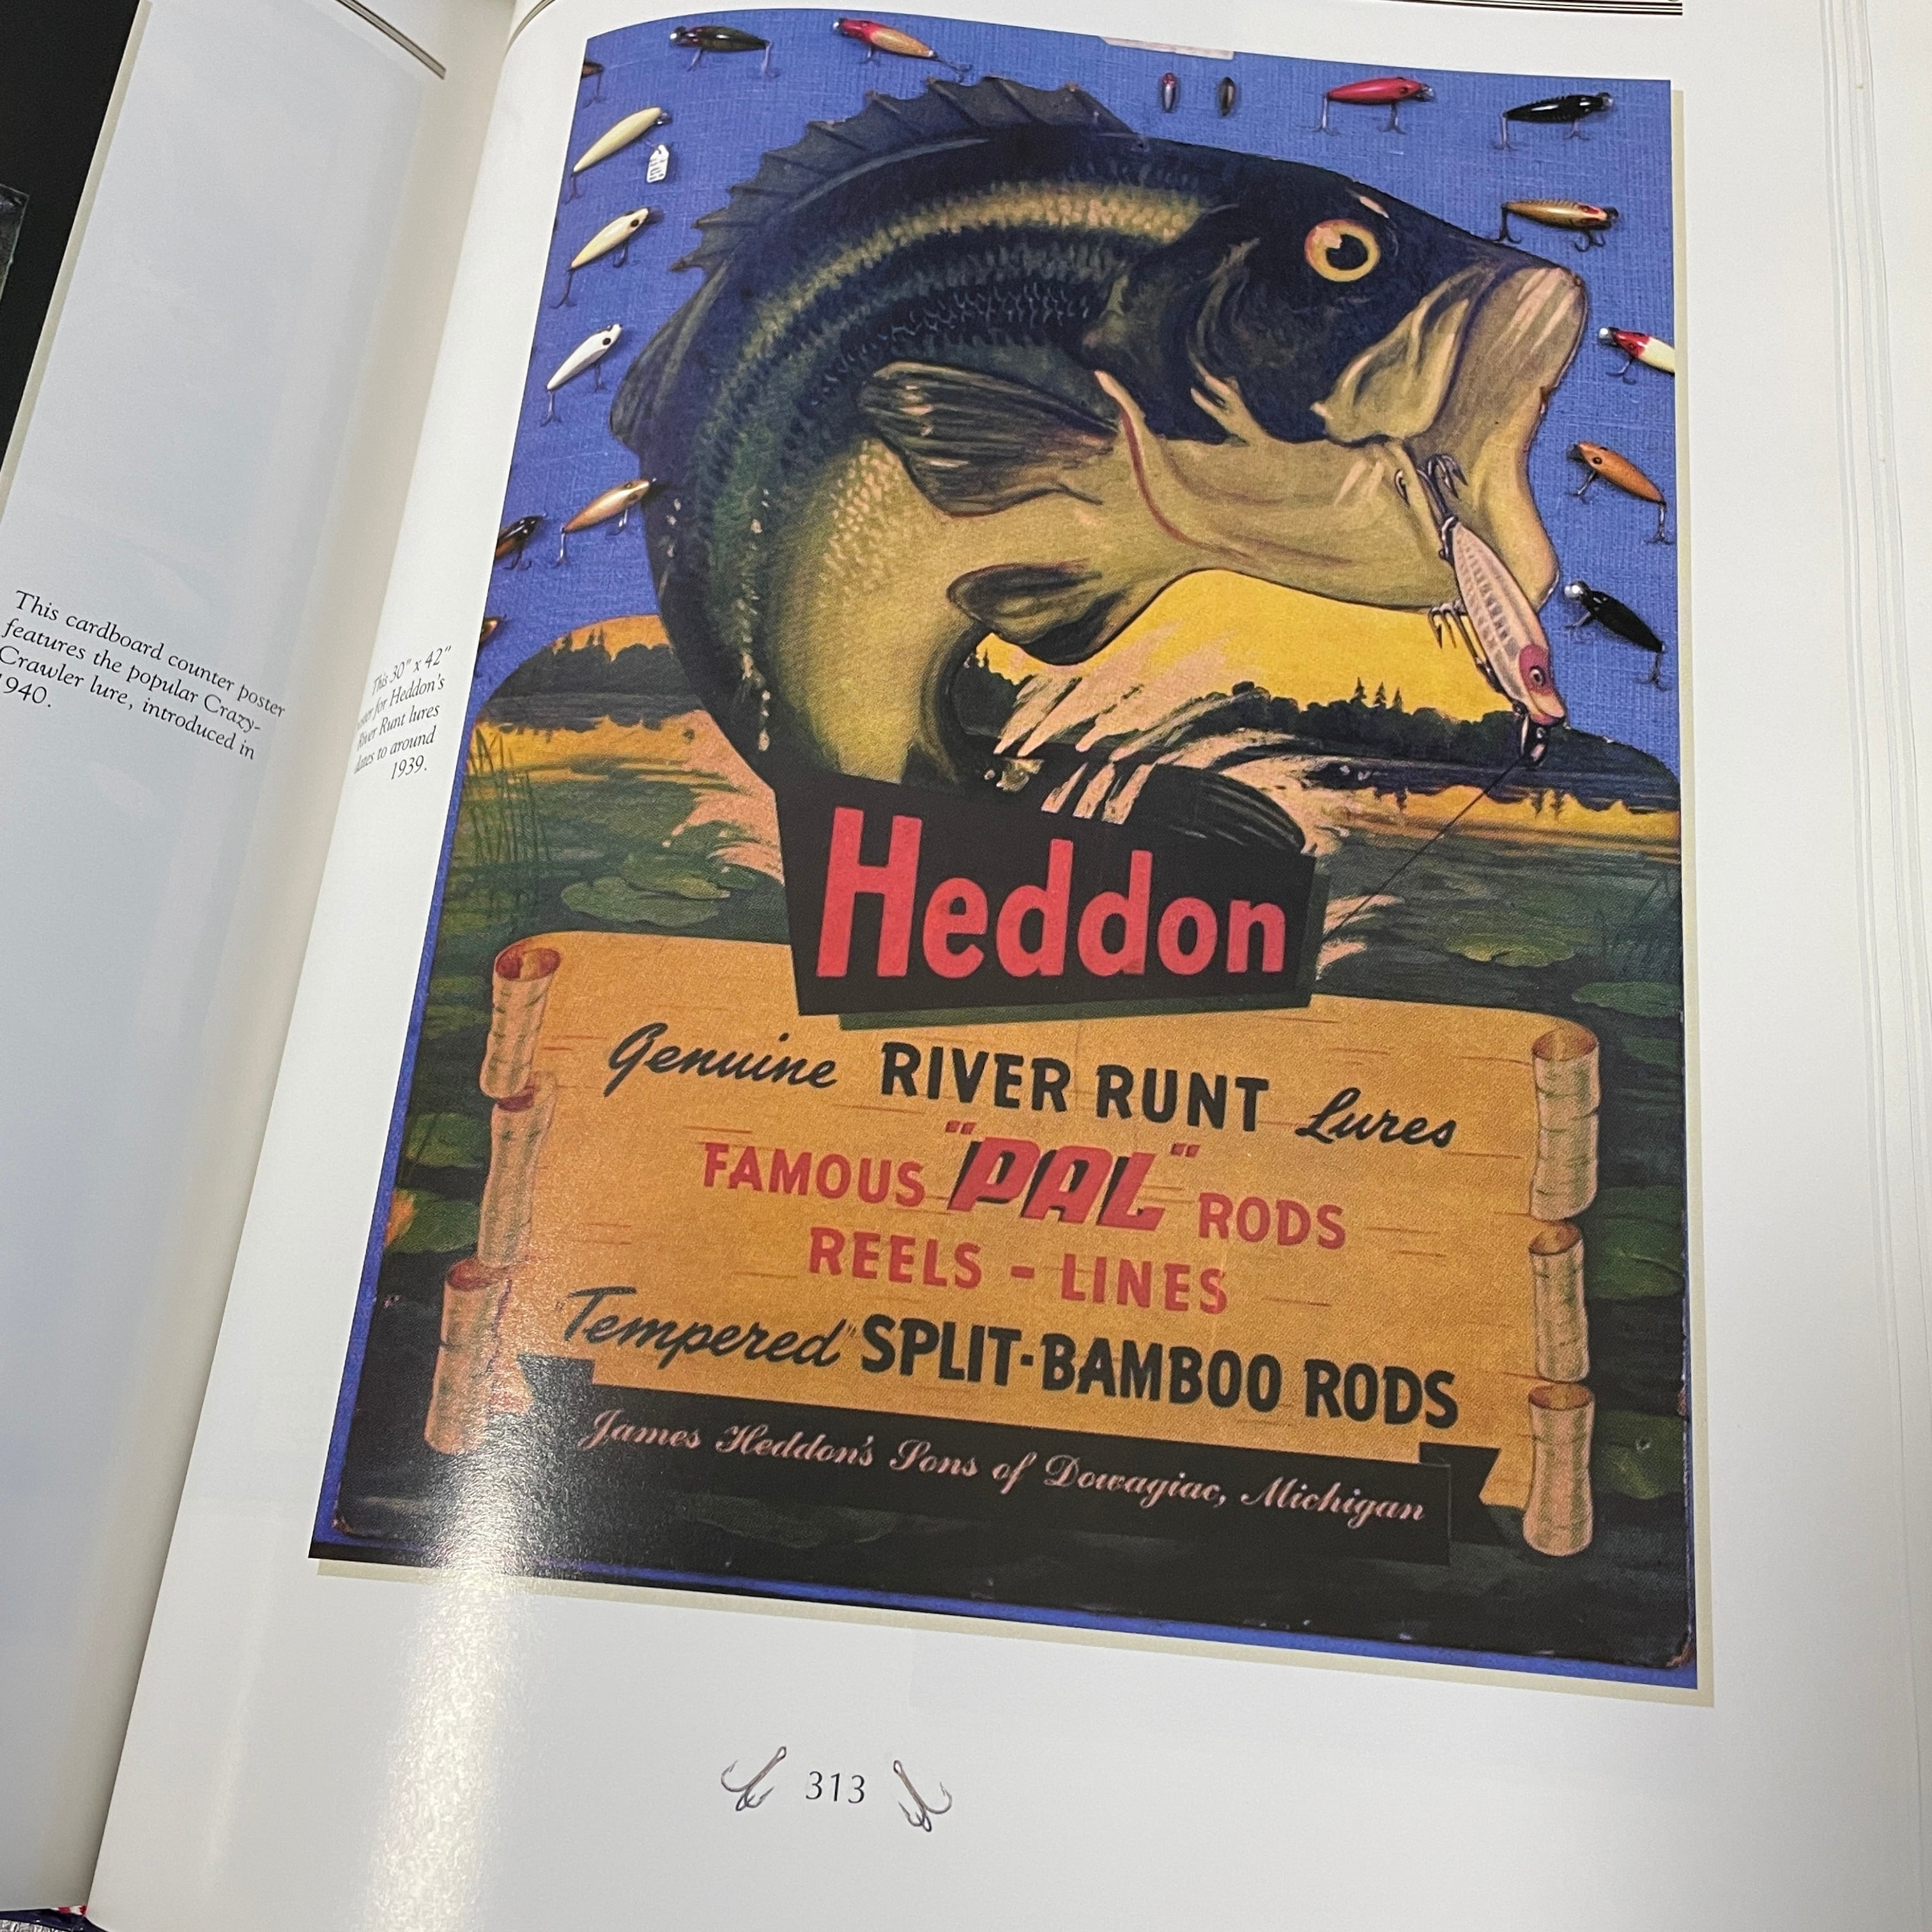 This cardboard counter poster
features the popular Crazy-
Crawler lure, introduced in
1940.
This 30" x 42"
for Heddon's
River Runt lures
dates to around
1939.
Heddon
Genuine RIVER RUNT Lures
FAMOUS "PAL" RODS
REELS - LINES
"Tempered" SPLIT-BAMBOO RODS
James Heddon's Sons of Dowagiac, Michigan
313